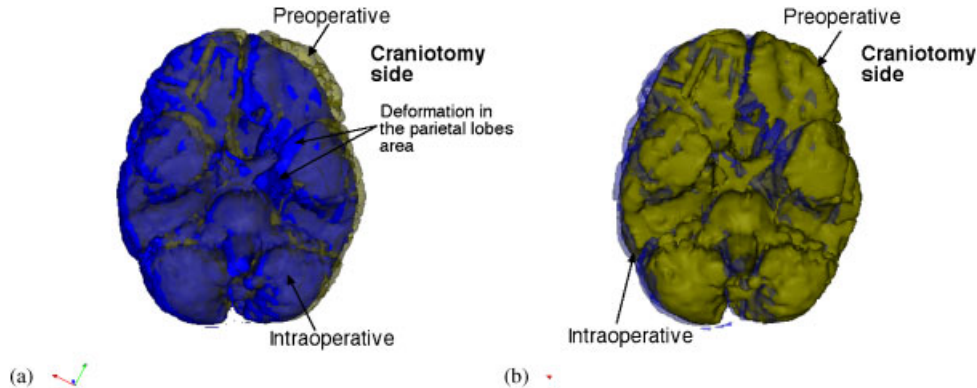 Preoperative
Craniotomy
side
Deformation in
the parietal lobes
area
Intraoperative
(a)
Preoperative
Craniotomy
side
Intraoperative
(b)